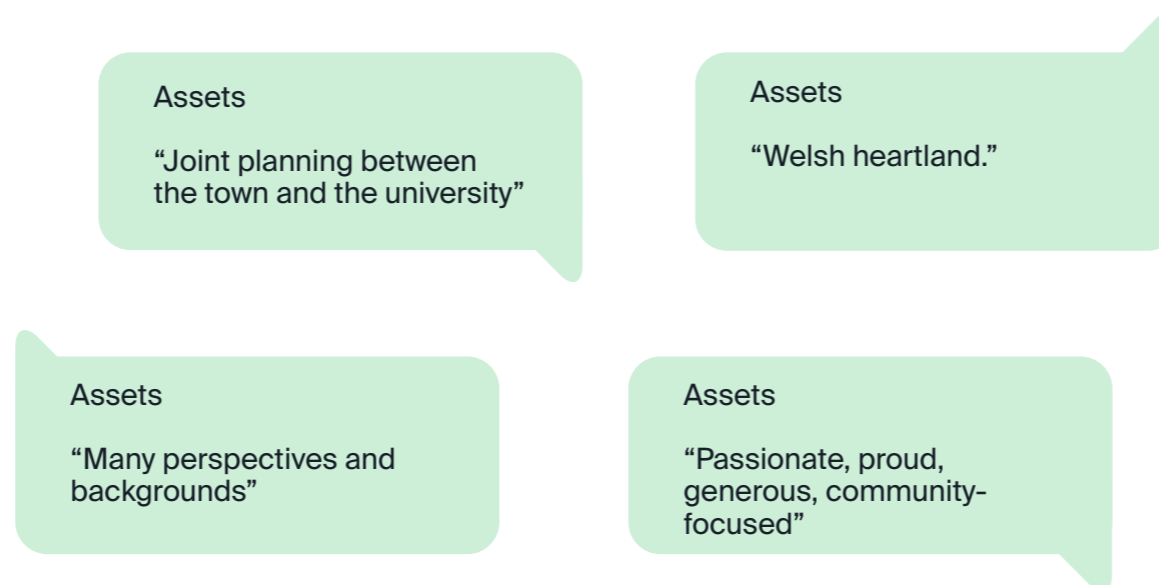 Assets
“Joint planning between
the town and the university”
Assets
“Welsh heartland.”
Assets
“Many perspectives and
backgrounds”
Assets
“Passionate, proud,
generous, community-
focused”